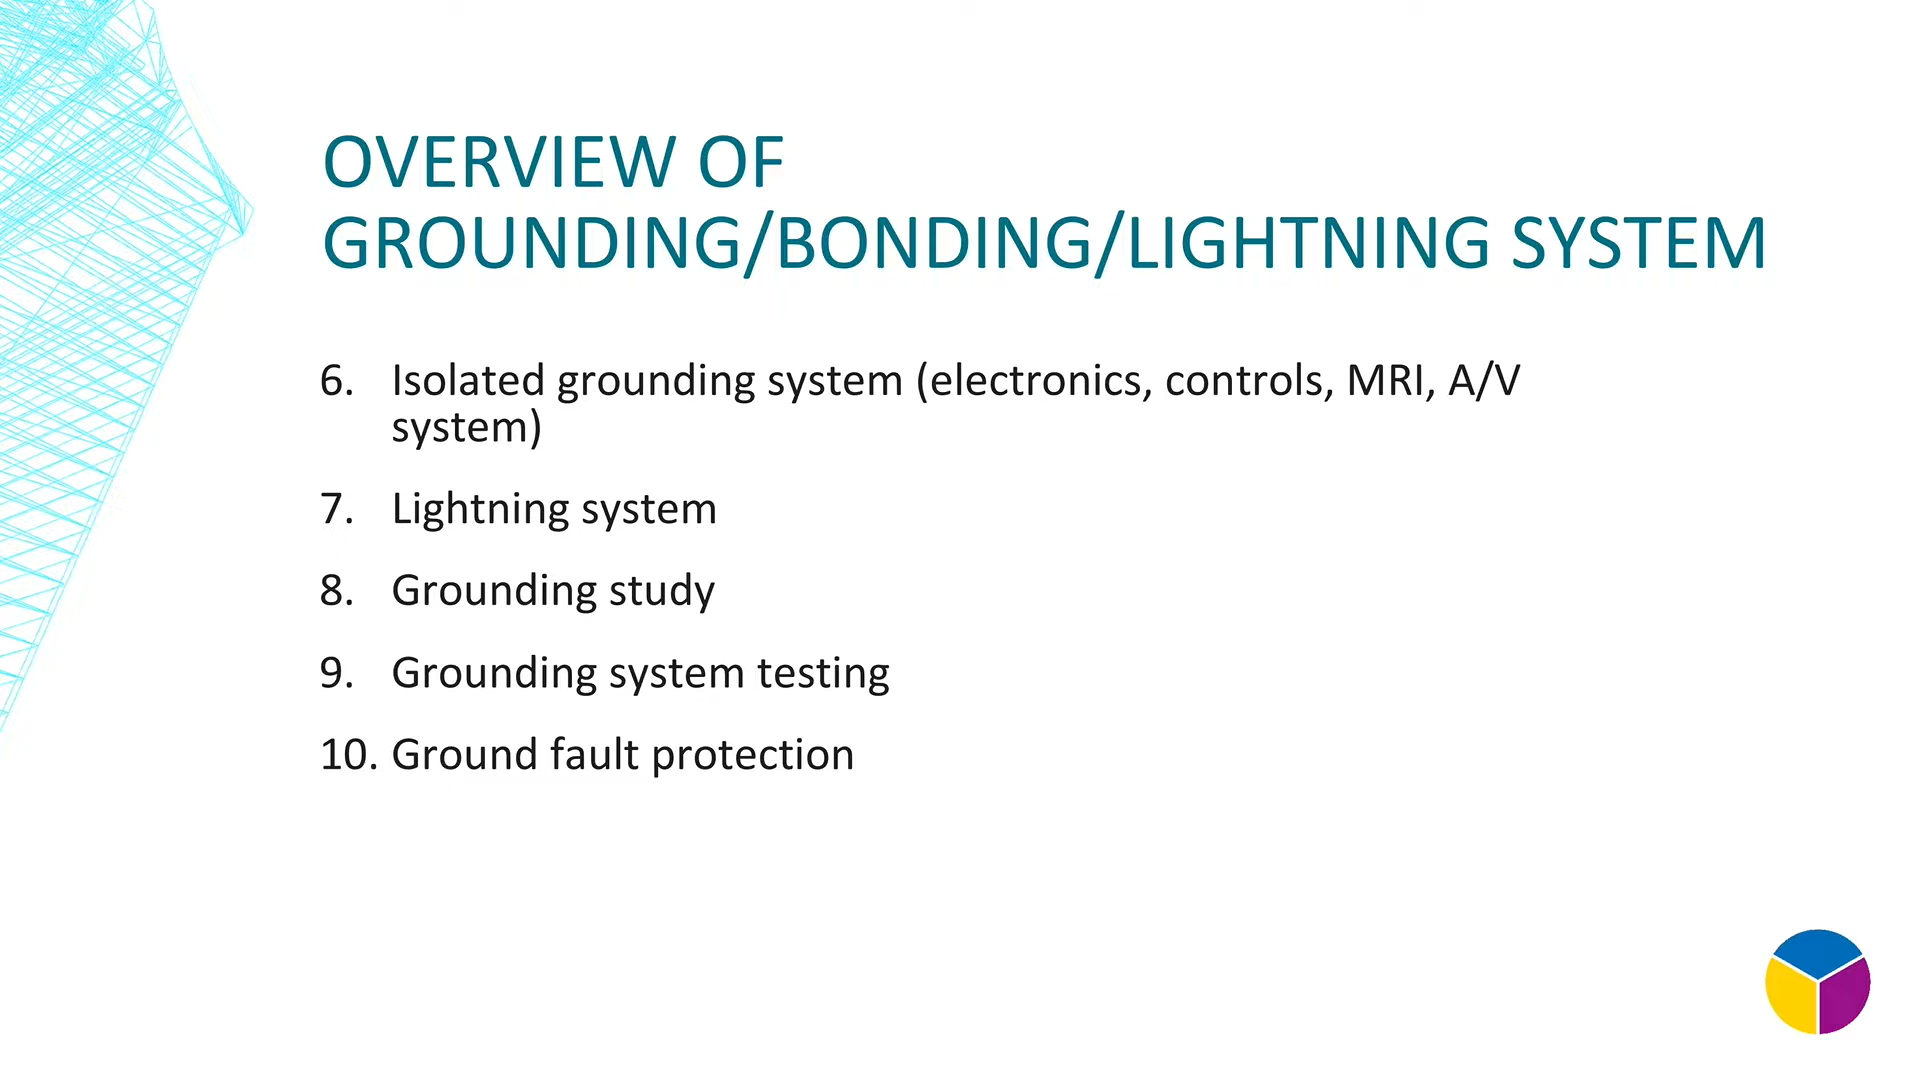 OVERVIEW OF
GROUNDING/BONDING/LIGHTNING SYSTEM
6. Isolated grounding system (electronics, controls, MRI, A/V
system)
7. Lightning system
8. Grounding study
9. Grounding system testing
10. Ground fault protection